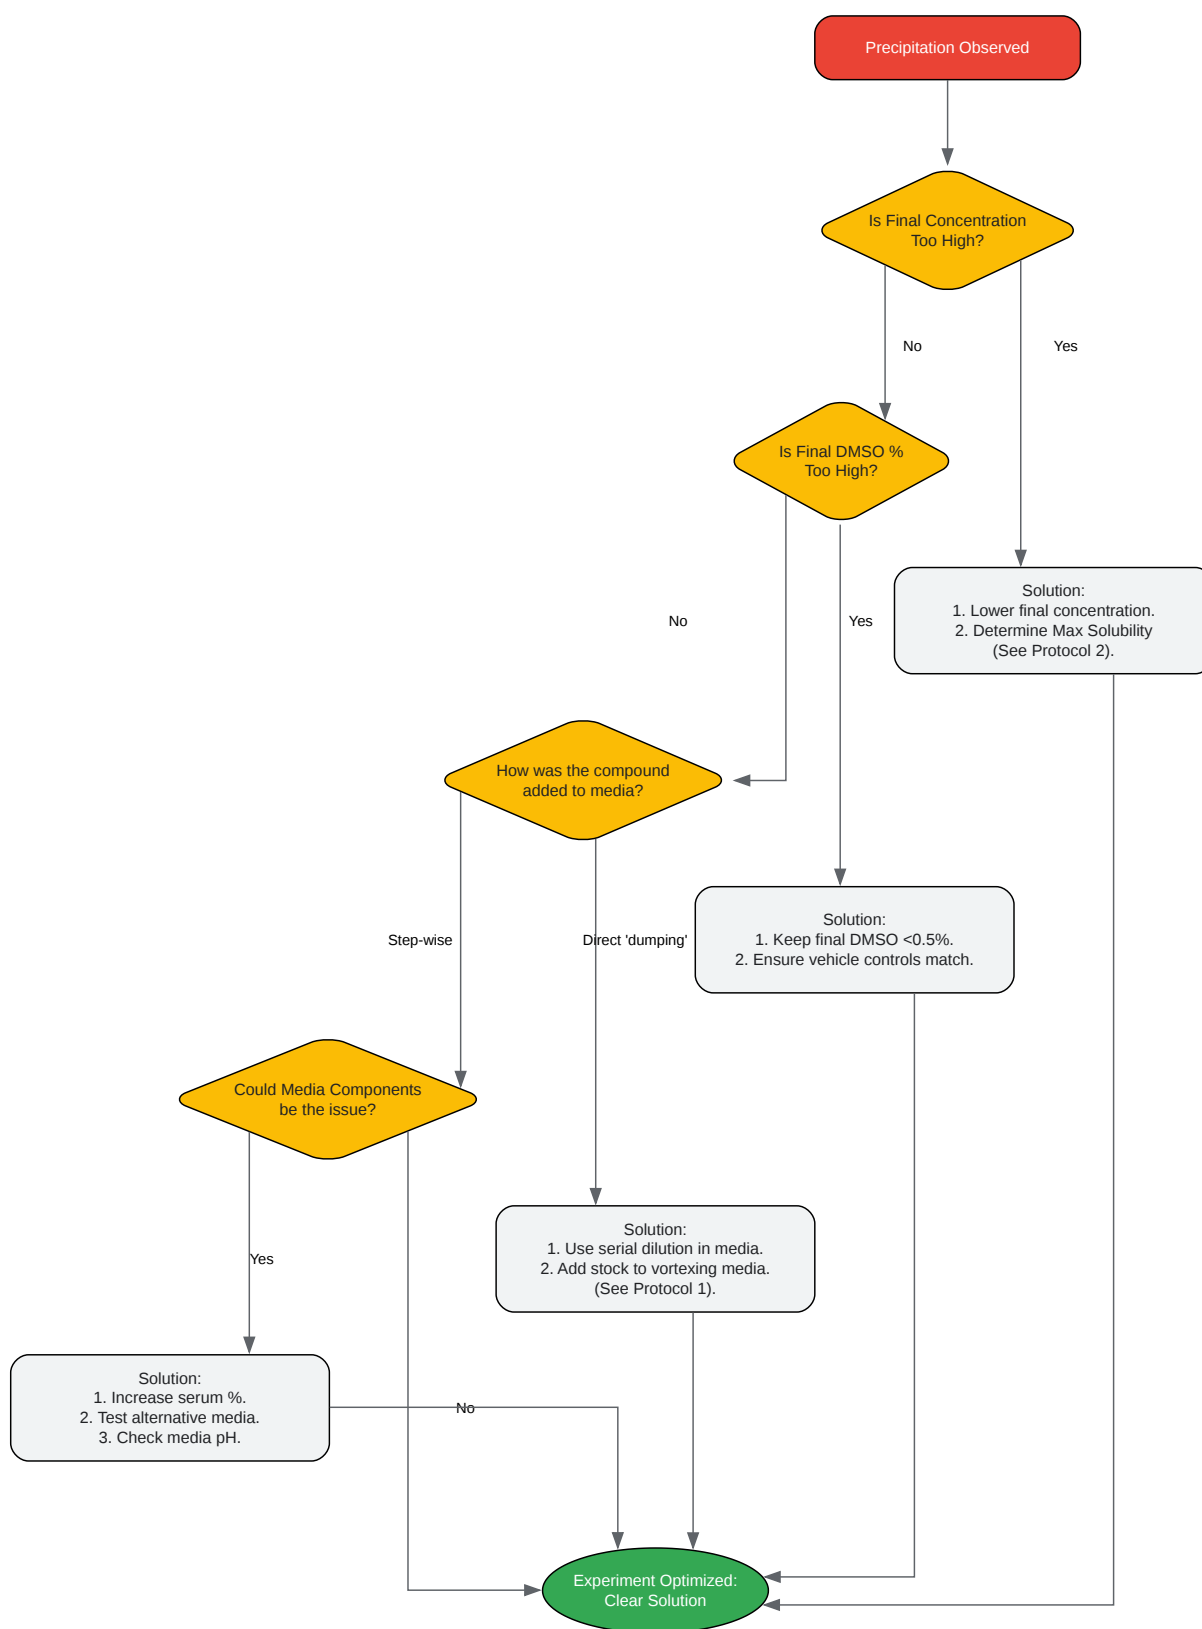 Precipitation Observed
Is Final Concentration
Too High?
No
Yes
Is Final DMSO %
Too High?
Solution:
1. Lower final concentration.
2. Determine Max Solubility
(See Protocol 2).
No
Yes
How was the compound
added to media?
Solution:
1. Keep final DMSO <0.5%.
2. Ensure vehicle controls match.
Step-wise
Direct 'dumping'
Could Media Components
be the issue?
Solution:
1. Use serial dilution in media.
2. Add stock to vortexing media.
(See Protocol 1).
Yes
Solution:
1. Increase serum %.
2. Test alternative media.
3. Check media pH.
No
Experiment Optimized:
Clear Solution